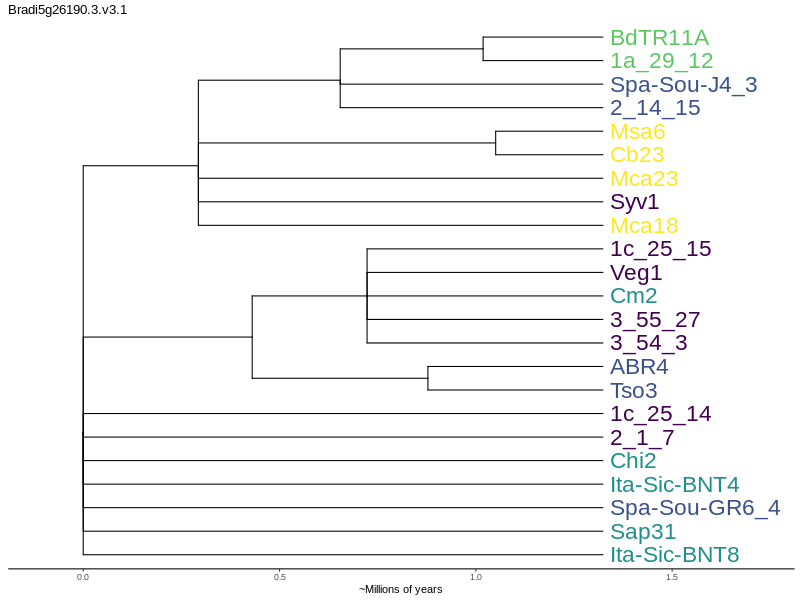 Bradi5g26190.3.v3.1
BdTR11A
1a_29_12
Spa-Sou-J4_3
2_14_15
Msa6
Cb23
Mca23
Syv1
Mca18
1c_25_15
Veg1
Cm2
3_55_27
3_54_3
ABR4
Tso3
1c_25_14
2_1_7
Chi2
Ita-Sic-BNT4
Spa-Sou-GR6_4
Sap31
Ita-Sic-BNT8
0.0 0.5 1.0 1.5
~Millions of years